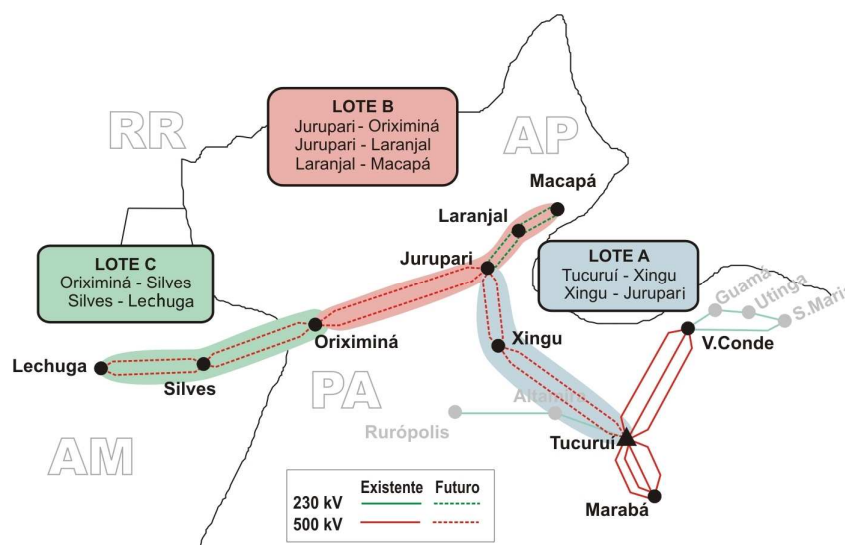 RR
LOTE B
Jurupari - Oriximiná
Jurupari - Laranjal
Laranjal - Macapá
AP
Macapá
Laranjal
Jurupari
LOTE C
Oriximiná - Silves
Silves - Lechuga
LOTE A
Tucuruí - Xingu
Xingu - Jurupari
Guamá
Utinga
S.Maria
V.Conde
Oriximiná
Xingu
Lechuga
Silves
PA
Altamira
Rurópolis
Tucuruí
AM
Marabá
Existente Futuro
230 kV
500 kV